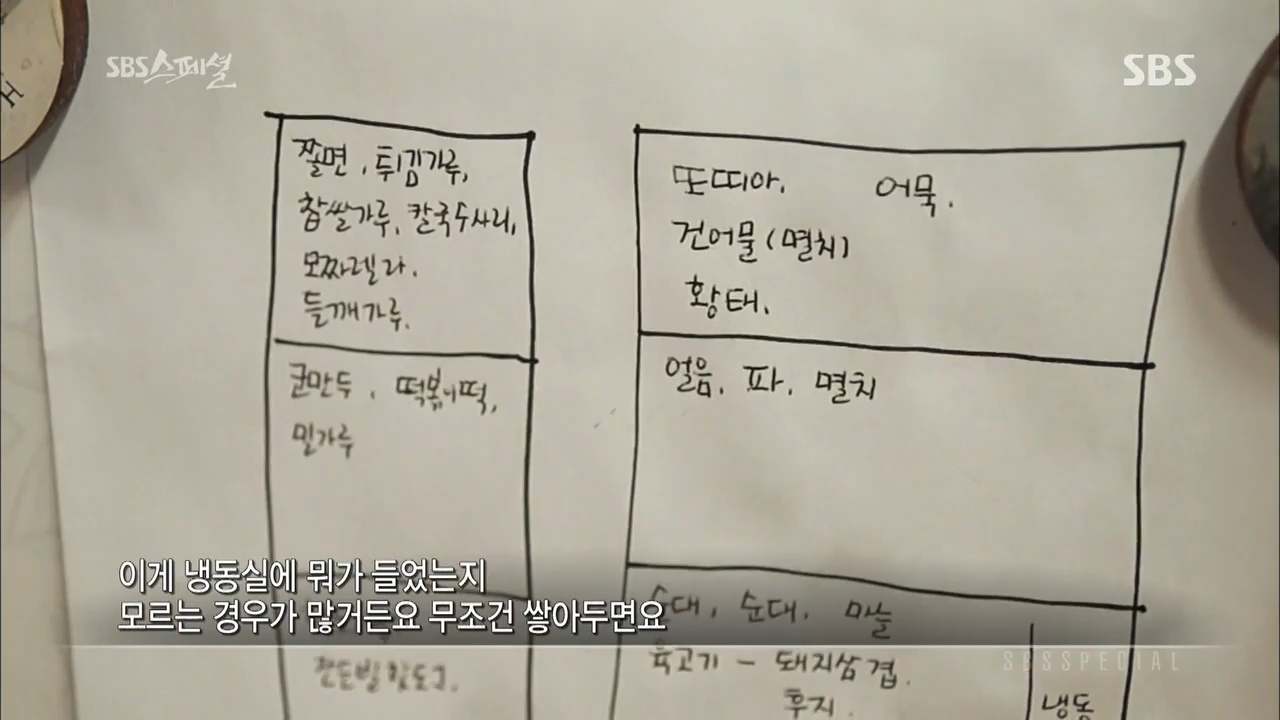 SBS스페셜
SBS
쫄면, 튀김가루,
찹쌀가루, 칼국수사리,
모짜렐라.
들깨가루.
군만두, 떡볶이떡,
밀가루
또띠아. 어묵.
건어물(멸치)
황태.
얼음. 파. 멸치
순대, 순대, 마늘
육고기 - 돼지삼겹.
후지.
냉동
이게 냉동실에 뭐가 들었는지
모르는 경우가 많거든요 무조건 쌓아두면요
SBSSPECIAL